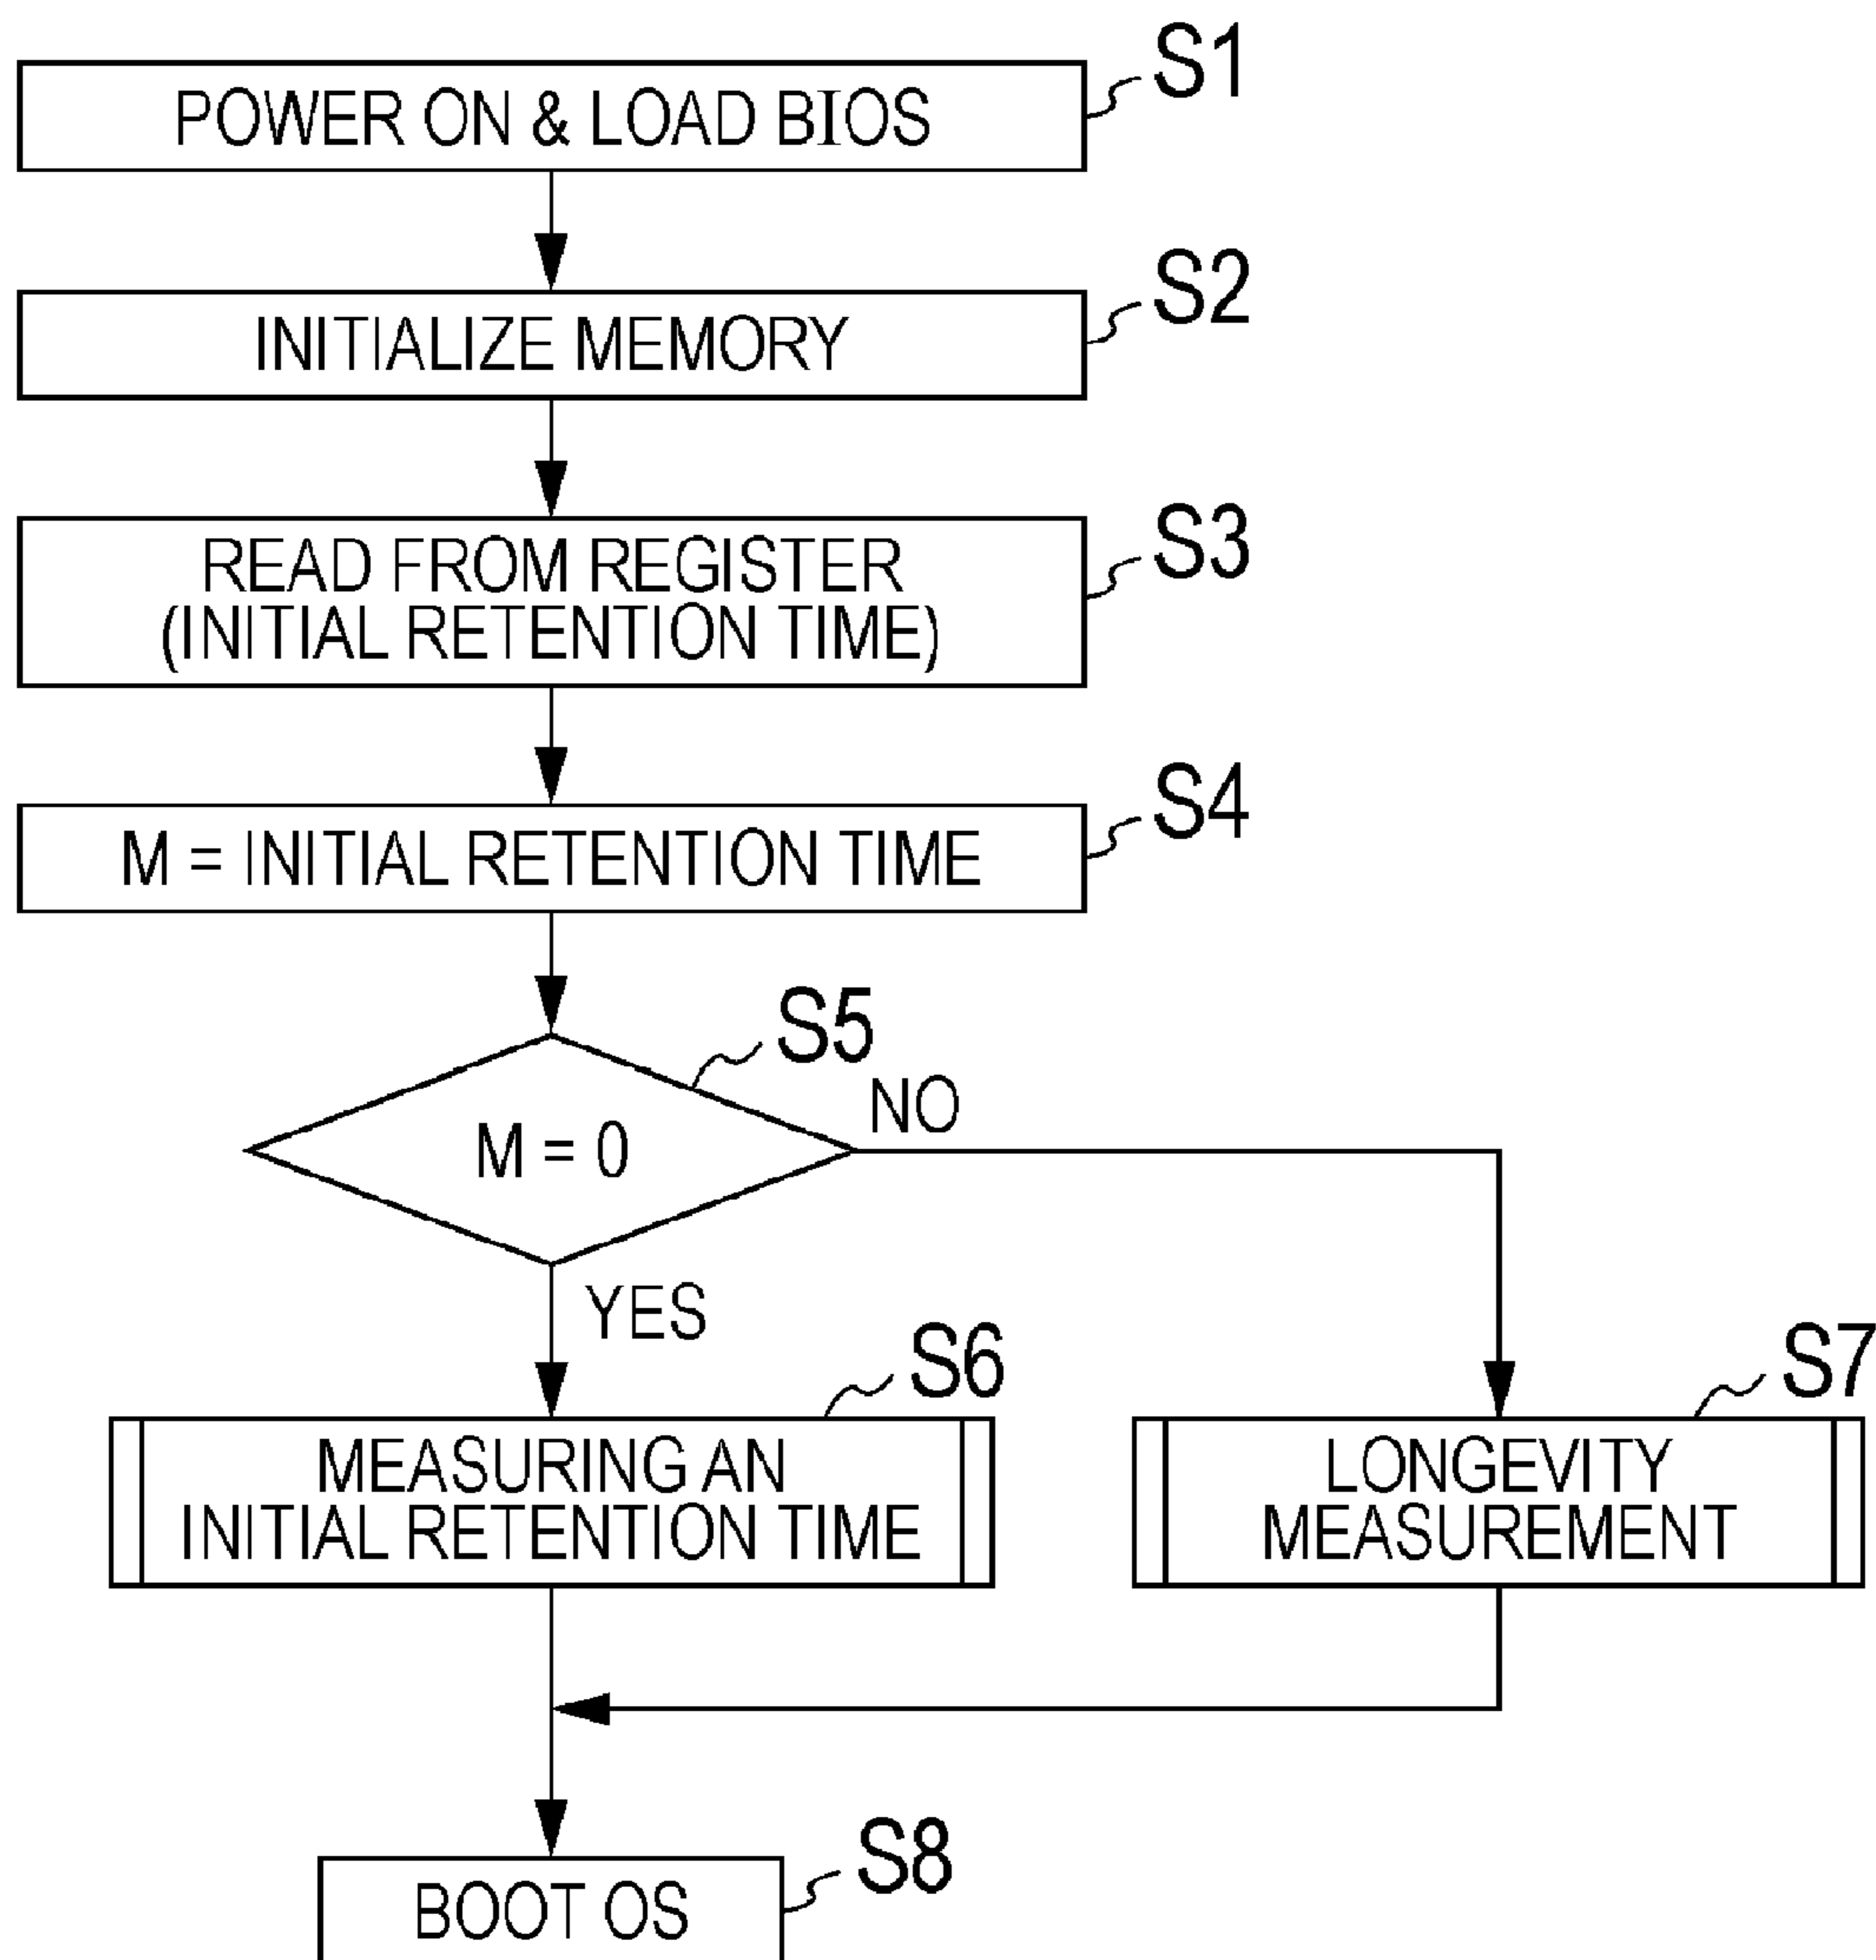 S1
POWER ON & LOAD BIOS
S2
INITIALIZE MEMORY
S3
READ FROM REGISTER
(INITIAL RETENTION TIME)
S4
M = INITIAL RETENTION TIME
S5
NO
M = 0
YES
S6
S7
MEASURING AN
INITIAL RETENTION TIME
LONGEVITY
MEASUREMENT
S8
BOOT OS